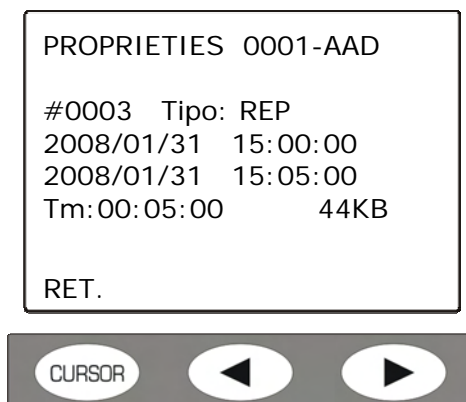 PROPRIETIES 0001-AAD
#0003 Tipo: REP
2008/01/31 15:00:00
2008/01/31 15:05:00
Tm:00:05:00 44KB
RET.
CURSOR